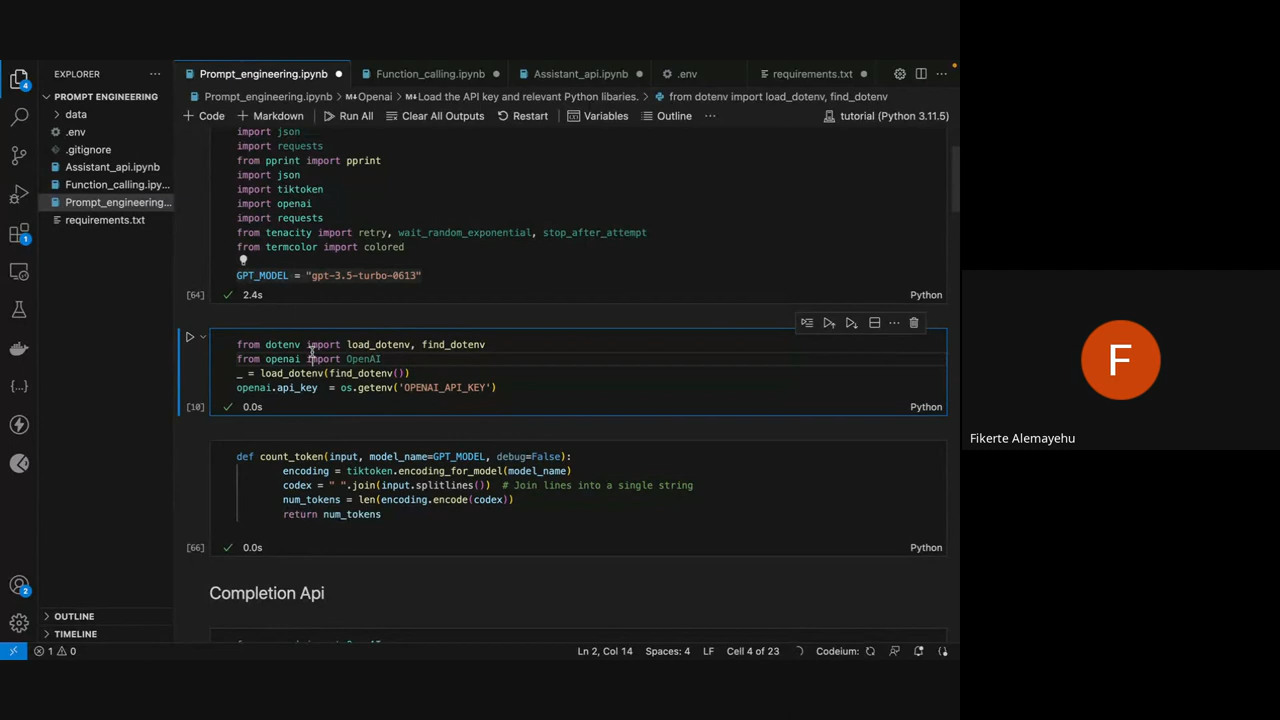 EXPLORER
Prompt_engineering.ipynb
Function_calling.ipynb
Assistant_api.ipynb
.env
requirements.txt
PROMPT ENGINEERING
Prompt_engineering.ipynb > Openai > Load the API key and relevant Python libaries. > from dotenv import load_dotenv, find_dotenv
data
.env
.gitignore
Assistant_api.ipynb
Function_calling.ipy...
Prompt_engineering...
requirements.txt
Code
Markdown
Run All
Clear All Outputs
Restart
Variables
Outline
tutorial (Python 3.11.5)
import json
import requests
from pprint import pprint
import json
import tiktoken
import openai
import requests
from tenacity import retry, wait_random_exponential, stop_after_attempt
from termcolor import colored
GPT_MODEL = "gpt-3.5-turbo-0613"
[64] 2.4s Python
from dotenv import load_dotenv, find_dotenv
from openai import OpenAI
_ = load_dotenv(find_dotenv())
openai.api_key  = os.getenv('OPENAI_API_KEY')
[10] 0.0s Python
def count_token(input, model_name=GPT_MODEL, debug=False):
encoding = tiktoken.encoding_for_model(model_name)
codex = " ".join(input.splitlines())  # Join lines into a single string
num_tokens = len(encoding.encode(codex))
return num_tokens
[66] 0.0s Python
Completion Api
OUTLINE
TIMELINE
4
1
2
1 0
Ln 2, Col 14
Spaces: 4
LF
Cell 4 of 23
Codeium:
F
Fikerte Alemayehu